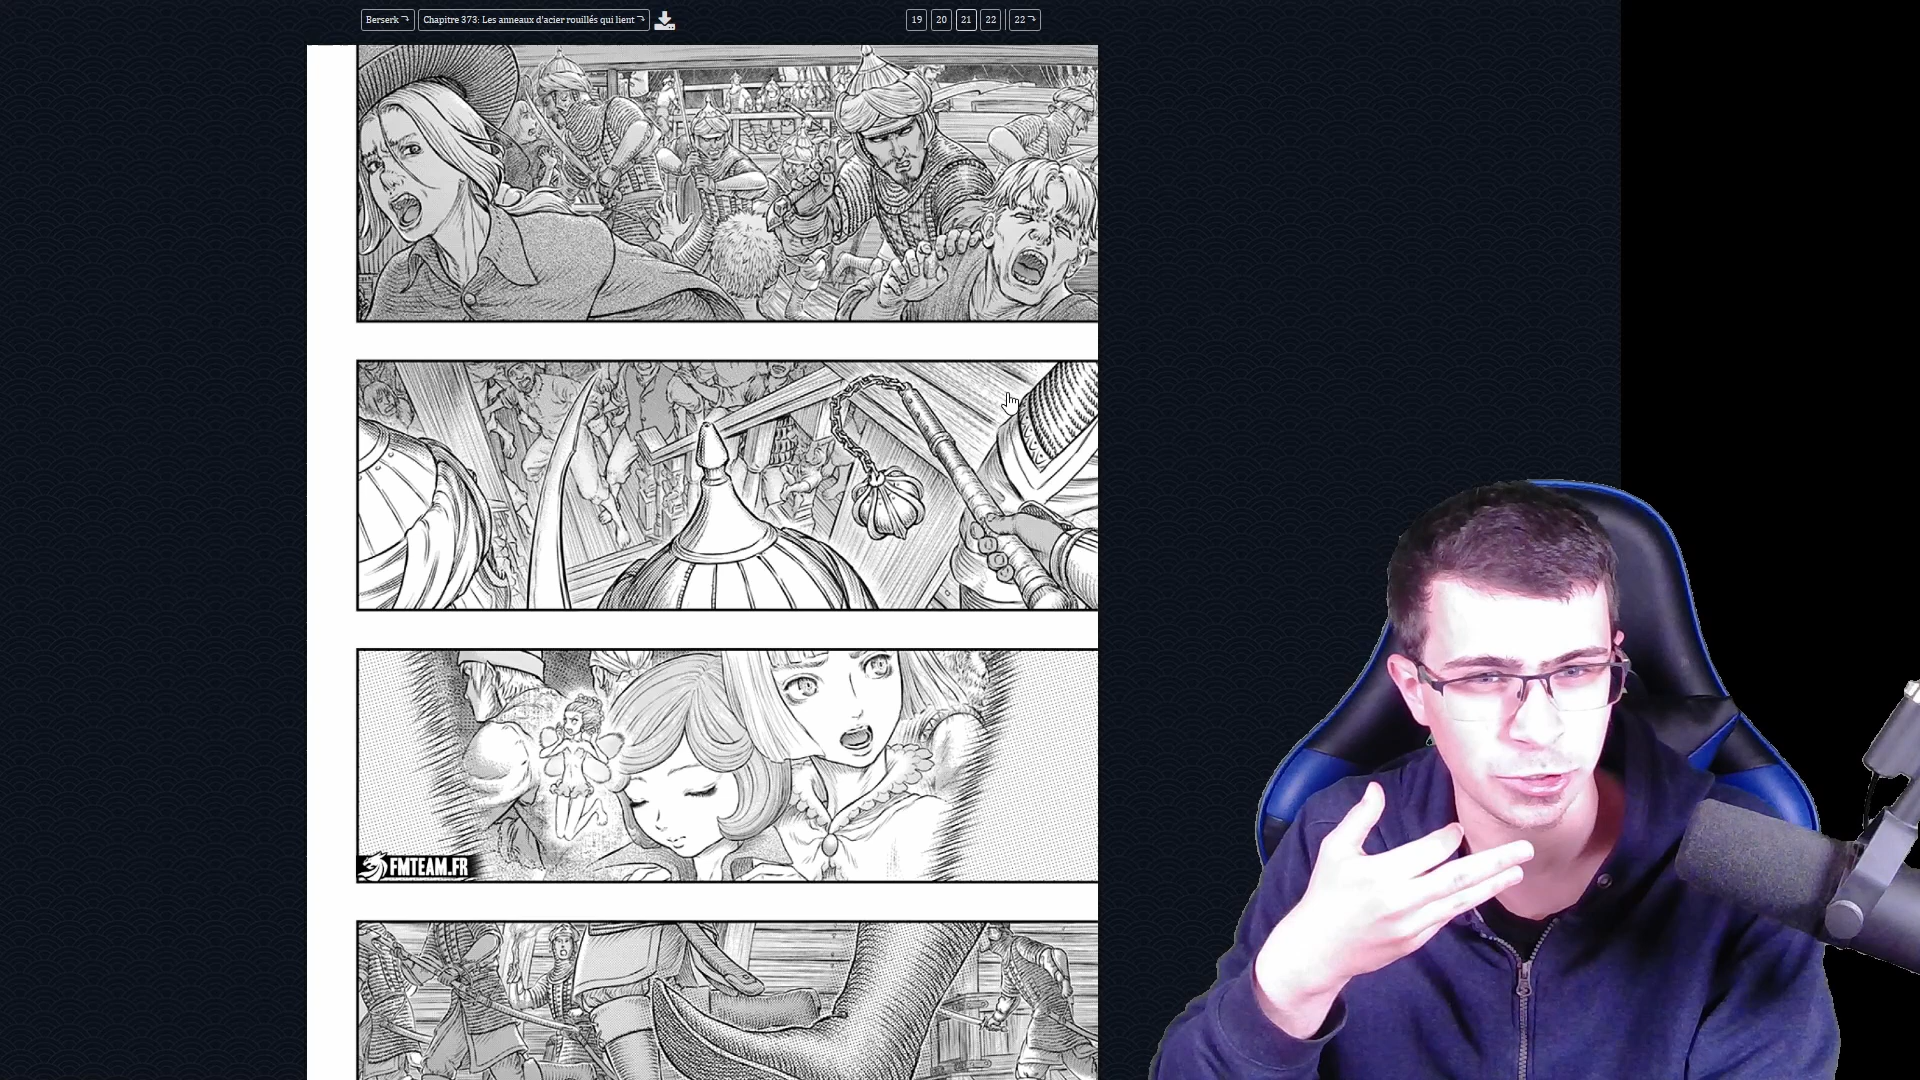 Berserk
Chapitre 373: Les anneaux d'acier rouillés qui lient
19 20 21 22 22
FMTEAM.FR